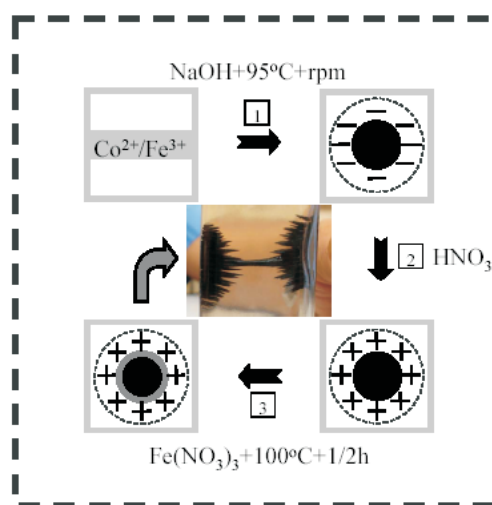 NaOH+95°C+rpm
1
Co²⁺/Fe³⁺
2 HNO₃
3
Fe(NO₃)₃+100°C+1/2h